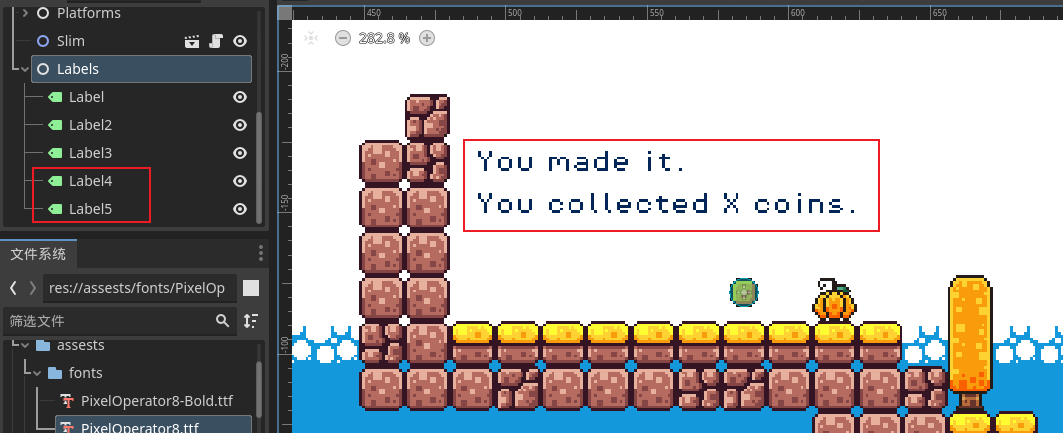 Platforms
Slim
Labels
Label
Label2
Label3
Label4
Label5
文件系统
res://assests/fonts/PixelOp
筛选文件
assests
fonts
PixelOperator8-Bold.ttf
PixelOperator8.ttf
450
500
550
600
650
282.8 %
-200
-150
-100
You made it.
You collected X coins.